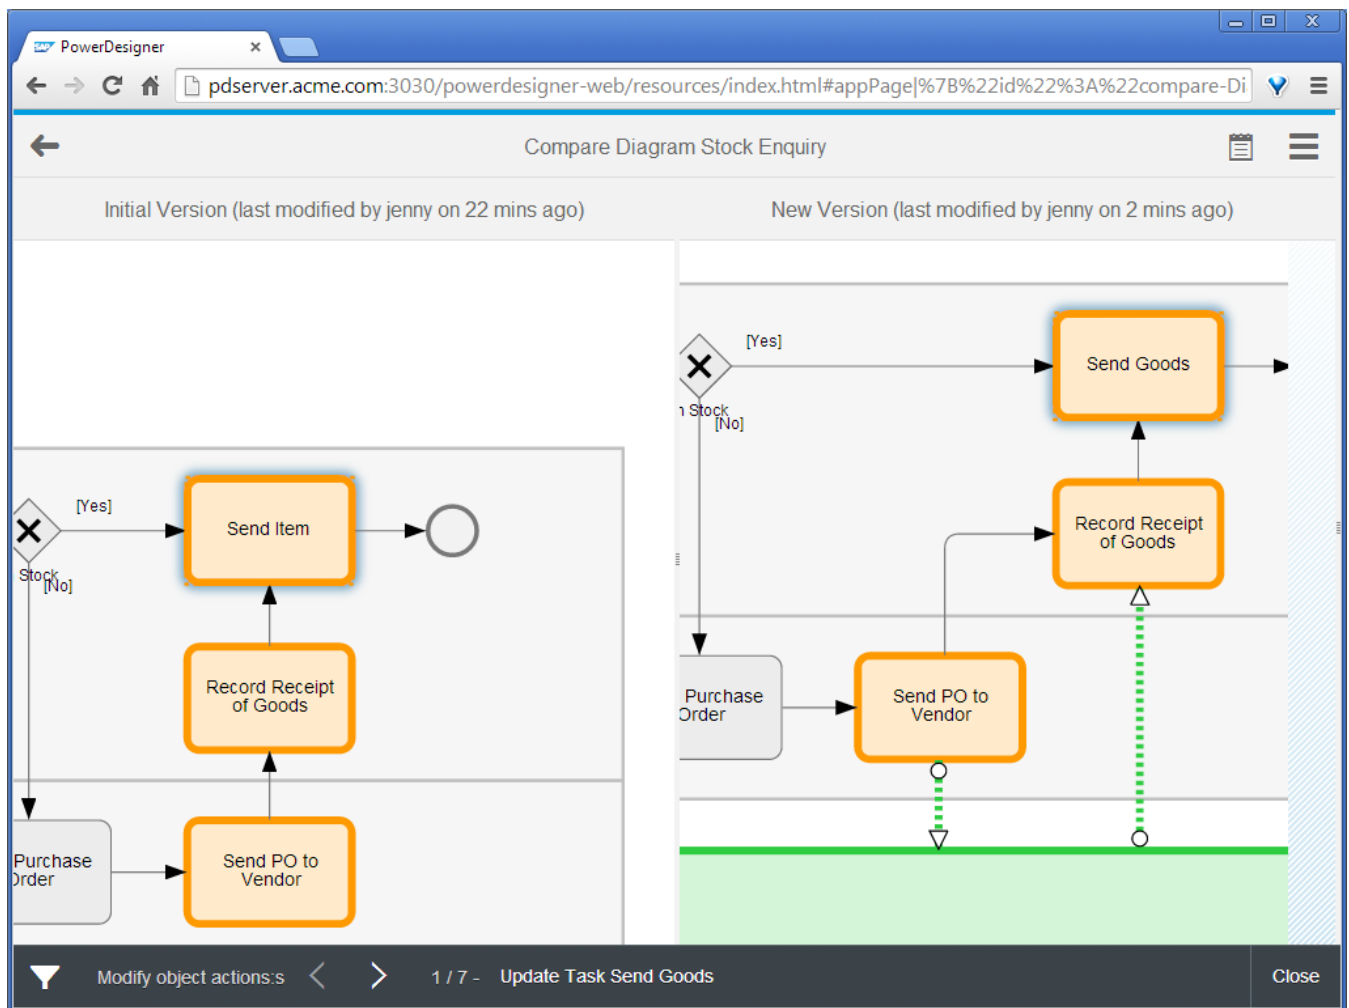 SAP PowerDesigner
pdserver.acme.com:3030/powerdesigner-web/resources/index.html#appPage|%7B%22id%22%3A%22compare-Di
Compare Diagram Stock Enquiry
Initial Version (last modified by jenny on 22 mins ago)
New Version (last modified by jenny on 2 mins ago)
[Yes]
Send Item
Stock
[No]
Record Receipt
of Goods
Purchase
Order
Send PO to
Vendor
[Yes]
Send Goods
n Stock
[No]
Record Receipt
of Goods
Purchase
Order
Send PO to
Vendor
Modify object actions:s
1 / 7 - Update Task Send Goods
Close